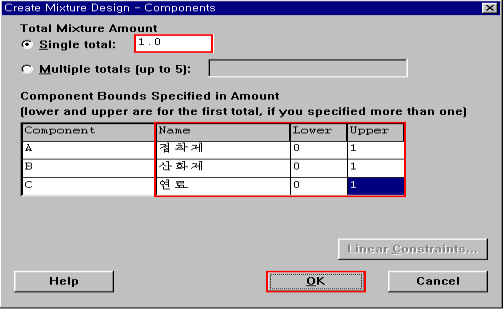 Create Mixture Design - Components
Total Mixture Amount
Single total: 1.0
Multiple totals (up to 5):
Component Bounds Specified in Amount
(lower and upper are for the first total, if you specified more than one)
Component Name Lower Upper
A 점착제 0 1
B 산화제 0 1
C 연료 0 1
Linear Constraints...
Help OK Cancel